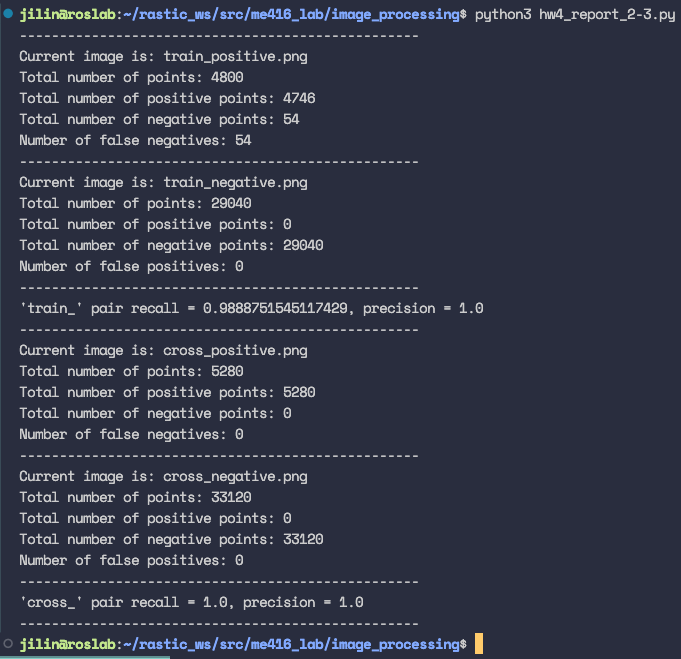 jilin@roslab:~/rastic_ws/src/me416_lab/image_processing$ python3 hw4_report_2-3.py
--------------------------------------------------
Current image is: train_positive.png
Total number of points: 4800
Total number of positive points: 4746
Total number of negative points: 54
Number of false negatives: 54
--------------------------------------------------
Current image is: train_negative.png
Total number of points: 29040
Total number of positive points: 0
Total number of negative points: 29040
Number of false positives: 0
--------------------------------------------------
'train_' pair recall = 0.9888751545117429, precision = 1.0
--------------------------------------------------
Current image is: cross_positive.png
Total number of points: 5280
Total number of positive points: 5280
Total number of negative points: 0
Number of false negatives: 0
--------------------------------------------------
Current image is: cross_negative.png
Total number of points: 33120
Total number of positive points: 0
Total number of negative points: 33120
Number of false positives: 0
--------------------------------------------------
'cross_' pair recall = 1.0, precision = 1.0
--------------------------------------------------
jilin@roslab:~/rastic_ws/src/me416_lab/image_processing$